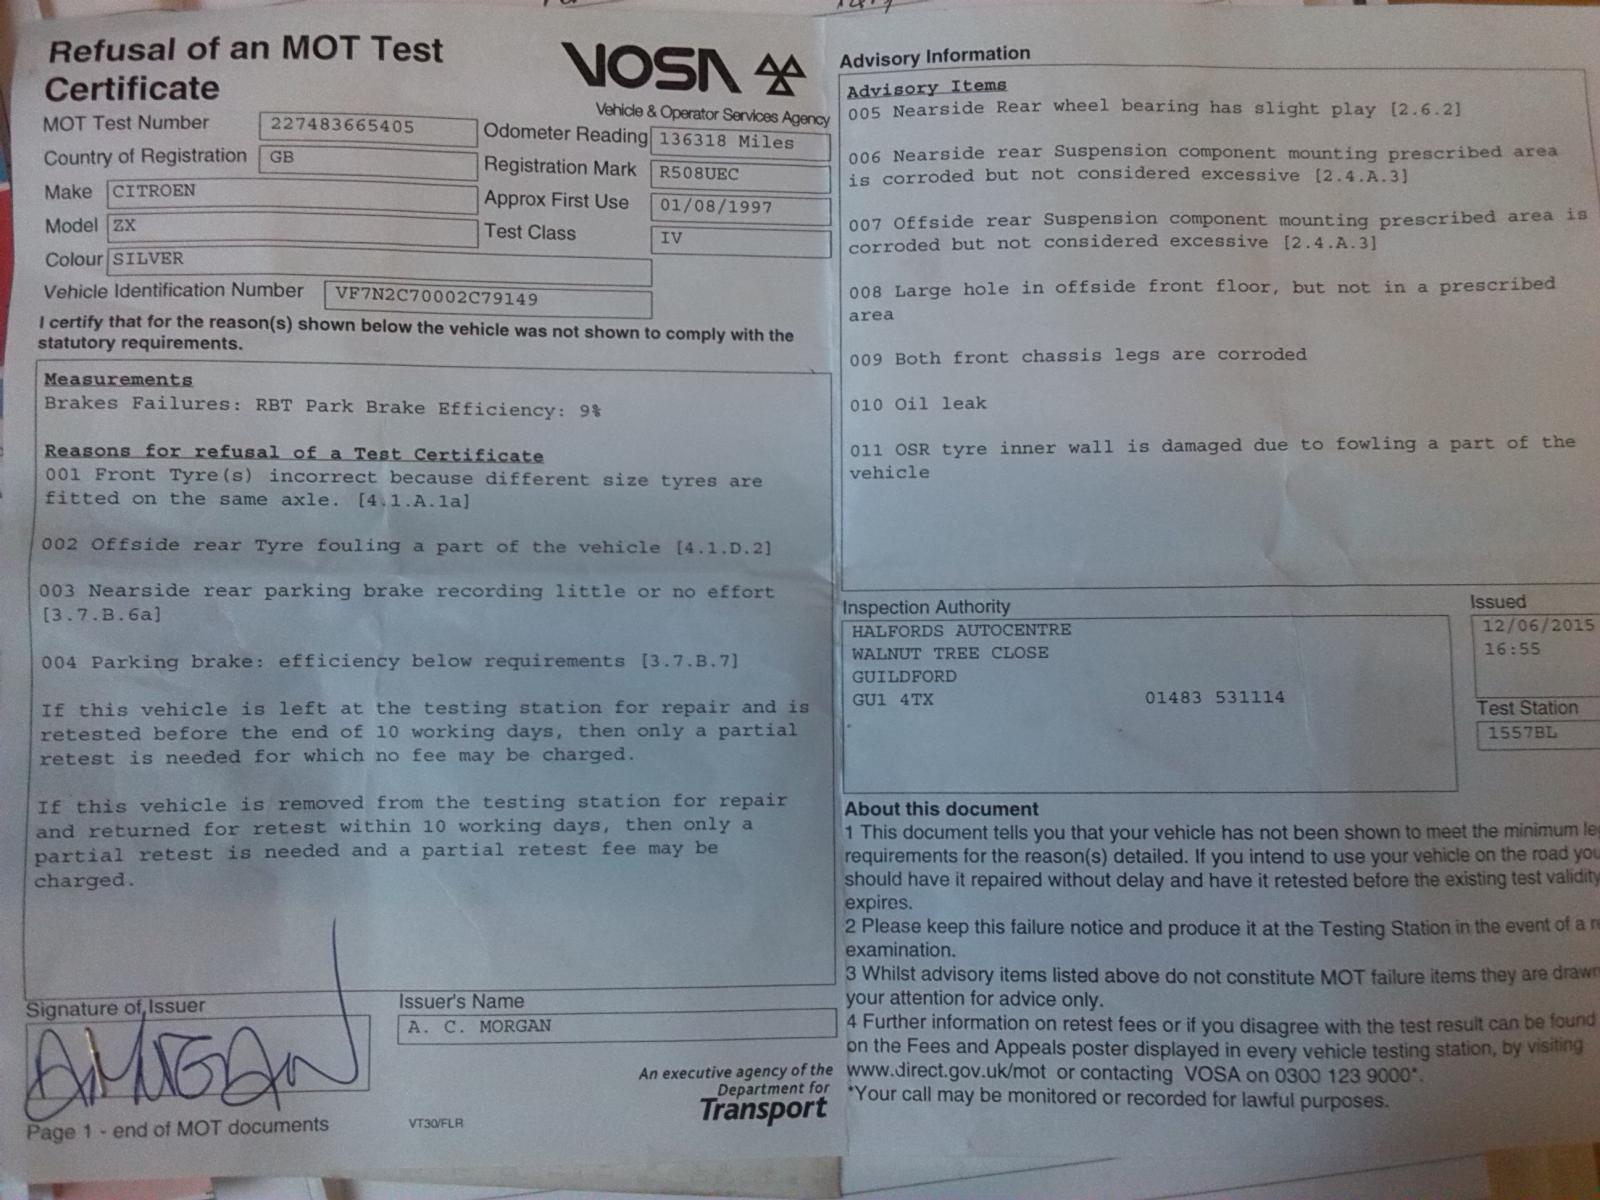 Refusal of an MOT Test
Certificate
VOSA
Vehicle & Operator Services Agency
MOT Test Number 227483665405
Odometer Reading 136318 Miles
Country of Registration GB
Registration Mark R508UEC
Make CITROEN
Approx First Use 01/08/1997
Model ZX
Test Class IV
Colour SILVER
Vehicle Identification Number VF7N2C70002C79149
I certify that for the reason(s) shown below the vehicle was not shown to comply with the
statutory requirements.
Measurements
Brakes Failures: RBT Park Brake Efficiency: 9%
Reasons for refusal of a Test Certificate
001 Front Tyre(s) incorrect because different size tyres are
fitted on the same axle. [4.1.A.1a]
002 Offside rear Tyre fouling a part of the vehicle [4.1.D.2]
003 Nearside rear parking brake recording little or no effort
[3.7.B.6a]
004 Parking brake: efficiency below requirements [3.7.B.7]
If this vehicle is left at the testing station for repair and is
retested before the end of 10 working days, then only a partial
retest is needed for which no fee may be charged.
If this vehicle is removed from the testing station for repair
and returned for retest within 10 working days, then only a
partial retest is needed and a partial retest fee may be
charged.
Signature of Issuer
Issuer's Name
A. C. MORGAN
An executive agency of the
Department for
Transport
Page 1 - end of MOT documents
VT30/FLR
Advisory Information
Advisory Items
005 Nearside Rear wheel bearing has slight play [2.6.2]
006 Nearside rear Suspension component mounting prescribed area
is corroded but not considered excessive [2.4.A.3]
007 Offside rear Suspension component mounting prescribed area is
corroded but not considered excessive [2.4.A.3]
008 Large hole in offside front floor, but not in a prescribed
area
009 Both front chassis legs are corroded
010 Oil leak
011 OSR tyre inner wall is damaged due to fowling a part of the
vehicle
Inspection Authority
HALFORDS AUTOCENTRE
WALNUT TREE CLOSE
GUILDFORD
GU1 4TX 01483 531114
Issued
12/06/2015
16:55
Test Station
1557BL
About this document
1 This document tells you that your vehicle has not been shown to meet the minimum
requirements for the reason(s) detailed. If you intend to use your vehicle on the road
should have it repaired without delay and have it retested before the existing test validity
expires.
2 Please keep this failure notice and produce it at the Testing Station in the event of a
examination.
3 Whilst advisory items listed above do not constitute MOT failure items they are drawn
your attention for advice only.
4 Further information on retest fees or if you disagree with the test result can be found
on the Fees and Appeals poster displayed in every vehicle testing station, by visiting
www.direct.gov.uk/mot or contacting VOSA on 0300 123 9000*.
*Your call may be monitored or recorded for lawful purposes.